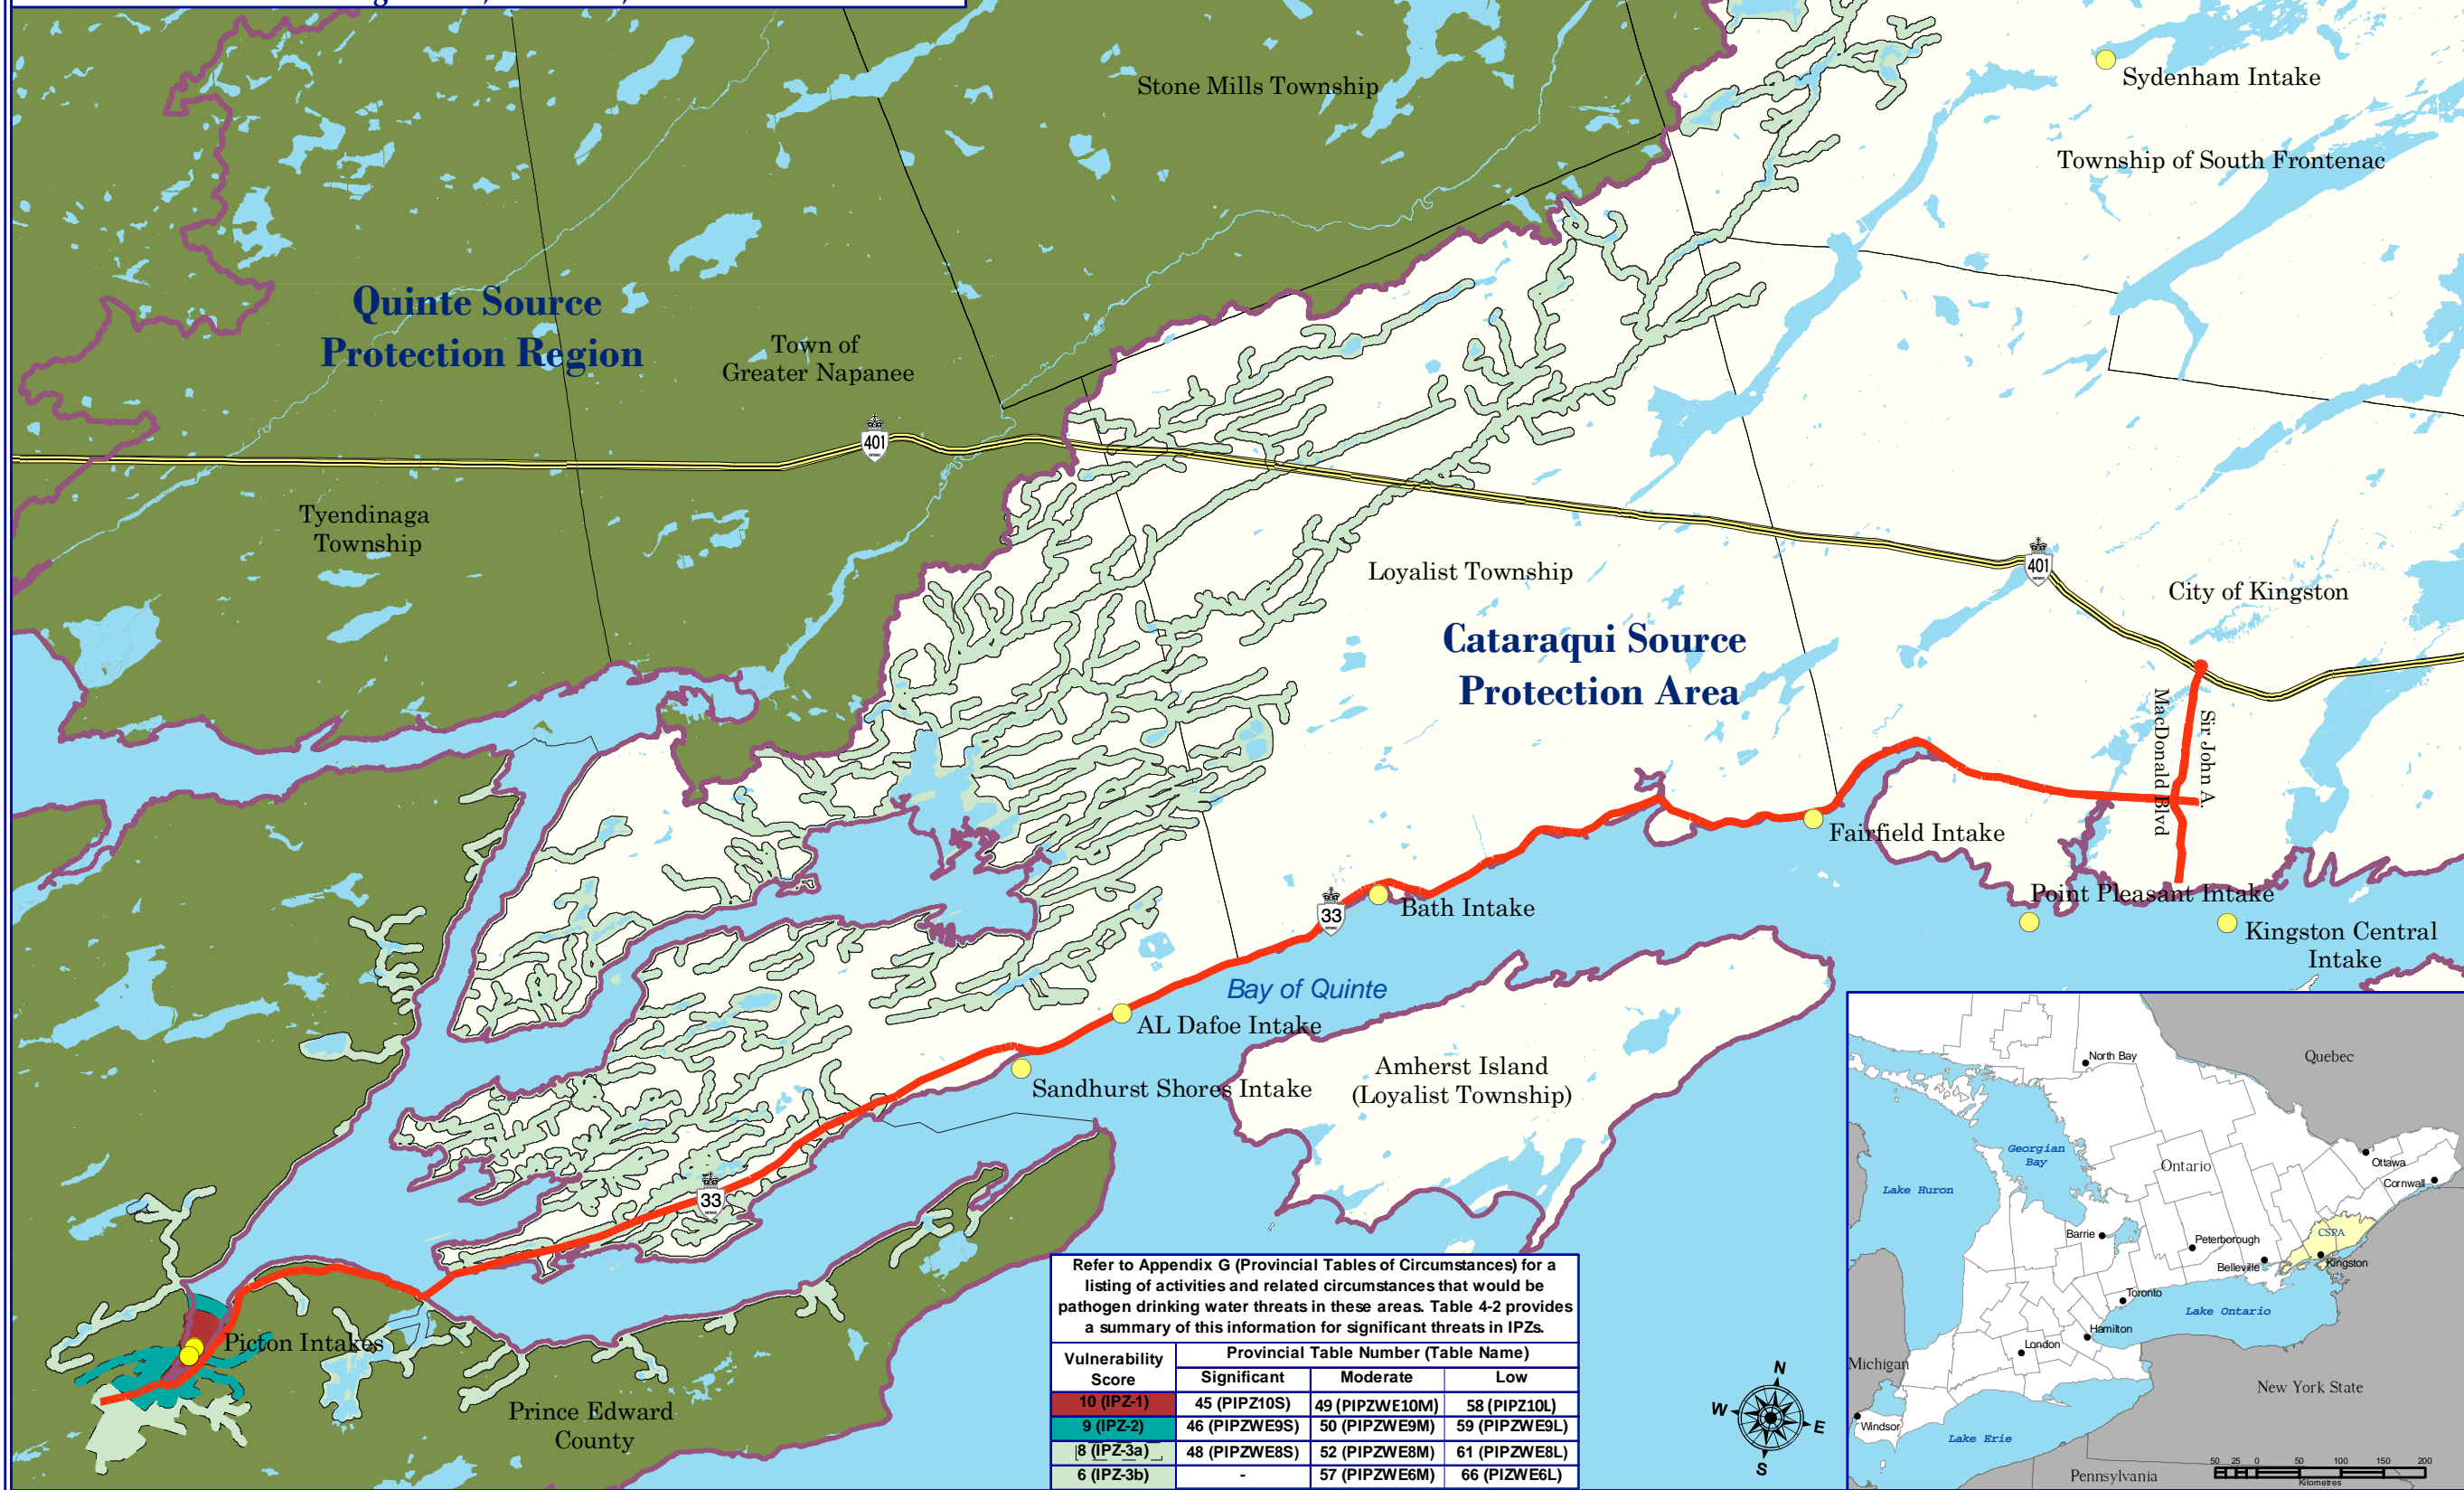 Stone Mills Township
Sydenham Intake
Township of South Frontenac
Quinte Source
Protection Region
Town of
Greater Napanee
401
Tyendinaga
Township
Loyalist Township
401
City of Kingston
Cataraqui Source
Protection Area
Sir John A.
MacDonald Blvd
Fairfield Intake
Point Pleasant Intake
Kingston Central
Intake
33
Bath Intake
Bay of Quinte
AL Dafoe Intake
Sandhurst Shores Intake
Amherst Island
(Loyalist Township)
33
Picton Intakes
Prince Edward
County
Refer to Appendix G (Provincial Tables of Circumstances) for a
listing of activities and related circumstances that would be
pathogen drinking water threats in these areas. Table 4-2 provides
a summary of this information for significant threats in IPZs.
Vulnerability
Score
Provincial Table Number (Table Name)
Significant Moderate Low
10 (IPZ-1) 45 (PIPZ10S) 49 (PIPZWE10M) 58 (PIPZ10L)
9 (IPZ-2) 46 (PIPZWE9S) 50 (PIPZWE9M) 59 (PIPZWE9L)
8 (IPZ-3a) 48 (PIPZWE8S) 52 (PIPZWE8M) 61 (PIPZWE8L)
6 (IPZ-3b) - 57 (PIPZWE6M) 66 (PIZWE6L)
N
W
E
S
North Bay
Quebec
Georgian
Bay
Ontario
Ottawa
Cornwall
Lake Huron
CSPA
Barrie
Peterborough
Belleville
Kingston
Toronto
Lake Ontario
Hamilton
London
Michigan
New York State
Windsor
Lake Erie
Pennsylvania
50 25 0 50 100 150 200
Kilometres